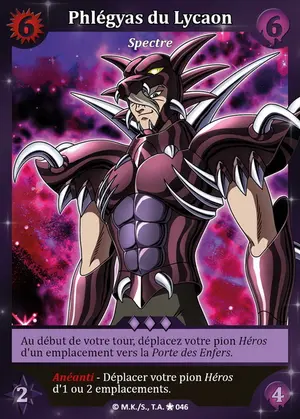 6 Phlégyas du Lycaon 6
Spectre
Au début de votre tour, déplacez votre pion Héros
d'un emplacement vers la Porte des Enfers.
2 Anéanti - Déplacer votre pion Héros 4
d'1 ou 2 emplacements.
© M.K./S., T.A. ★ 046